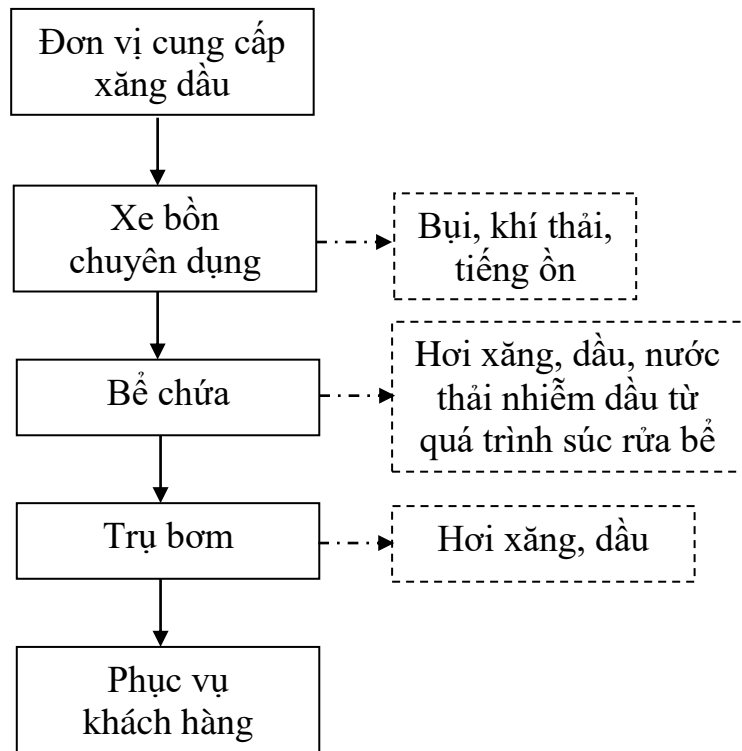 Đơn vị cung cấp
xăng dầu
Xe bồn
chuyên dụng
Bụi, khí thải,
tiếng ồn
Bể chứa
Hơi xăng, dầu, nước
thải nhiễm dầu từ
quá trình súc rửa bể
Trụ bơm
Hơi xăng, dầu
Phục vụ
khách hàng